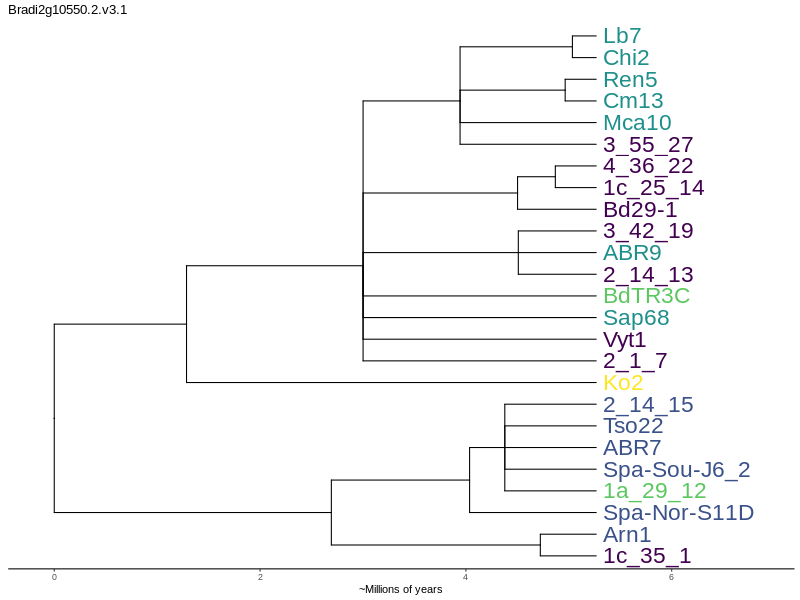 Bradi2g10550.2.v3.1
Lb7
Chi2
Ren5
Cm13
Mca10
3_55_27
4_36_22
1c_25_14
Bd29-1
3_42_19
ABR9
2_14_13
BdTR3C
Sap68
Vyt1
2_1_7
Ko2
2_14_15
Tso22
ABR7
Spa-Sou-J6_2
1a_29_12
Spa-Nor-S11D
Arn1
1c_35_1
0 2 4 6
~Millions of years